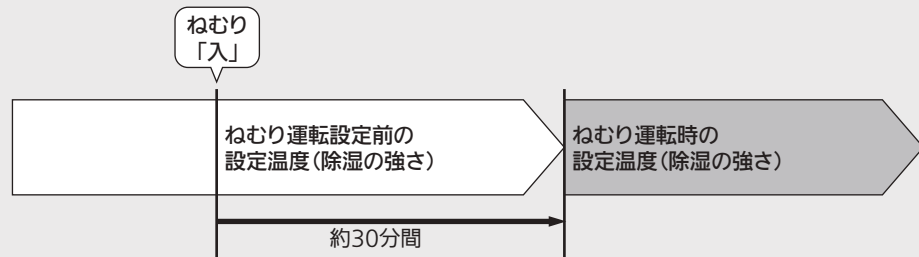 ねむり
「入」
ねむり運転設定前の
設定温度（除湿の強さ）
ねむり運転時の
設定温度（除湿の強さ）
約30分間